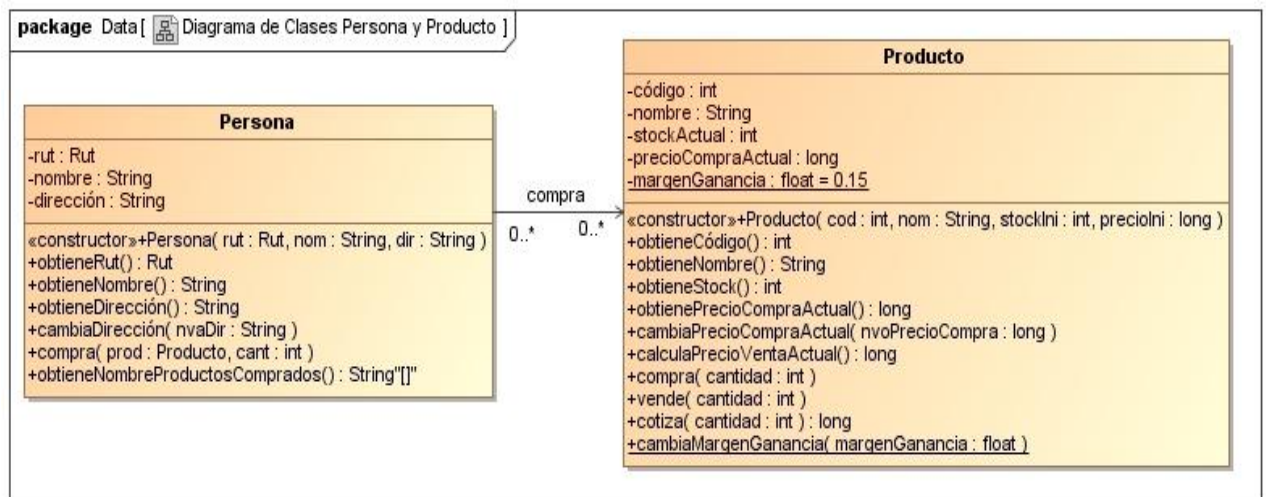 package Data [ Diagrama de Clases Persona y Producto ]
Persona
-rut : Rut
-nombre : String
-dirección : String
«constructor»+Persona( rut : Rut, nom : String, dir : String )
+obtieneRut() : Rut
+obtieneNombre() : String
+obtieneDirección() : String
+cambiaDirección( nvaDir : String )
+compra( prod : Producto, cant : int )
+obtieneNombreProductosComprados() : String"[]"
compra
0..*
0..*
Producto
-código : int
-nombre : String
-stockActual : int
-precioCompraActual : long
-margenGanancia : float = 0.15
«constructor»+Producto( cod : int, nom : String, stockIni : int, precioIni : long )
+obtieneCódigo() : int
+obtieneNombre() : String
+obtieneStock() : int
+obtienePrecioCompraActual() : long
+cambiaPrecioCompraActual( nvoPrecioCompra : long )
+calculaPrecioVentaActual() : long
+compra( cantidad : int )
+vende( cantidad : int )
+cotiza( cantidad : int ) : long
+cambiaMargenGanancia( margenGanancia : float )